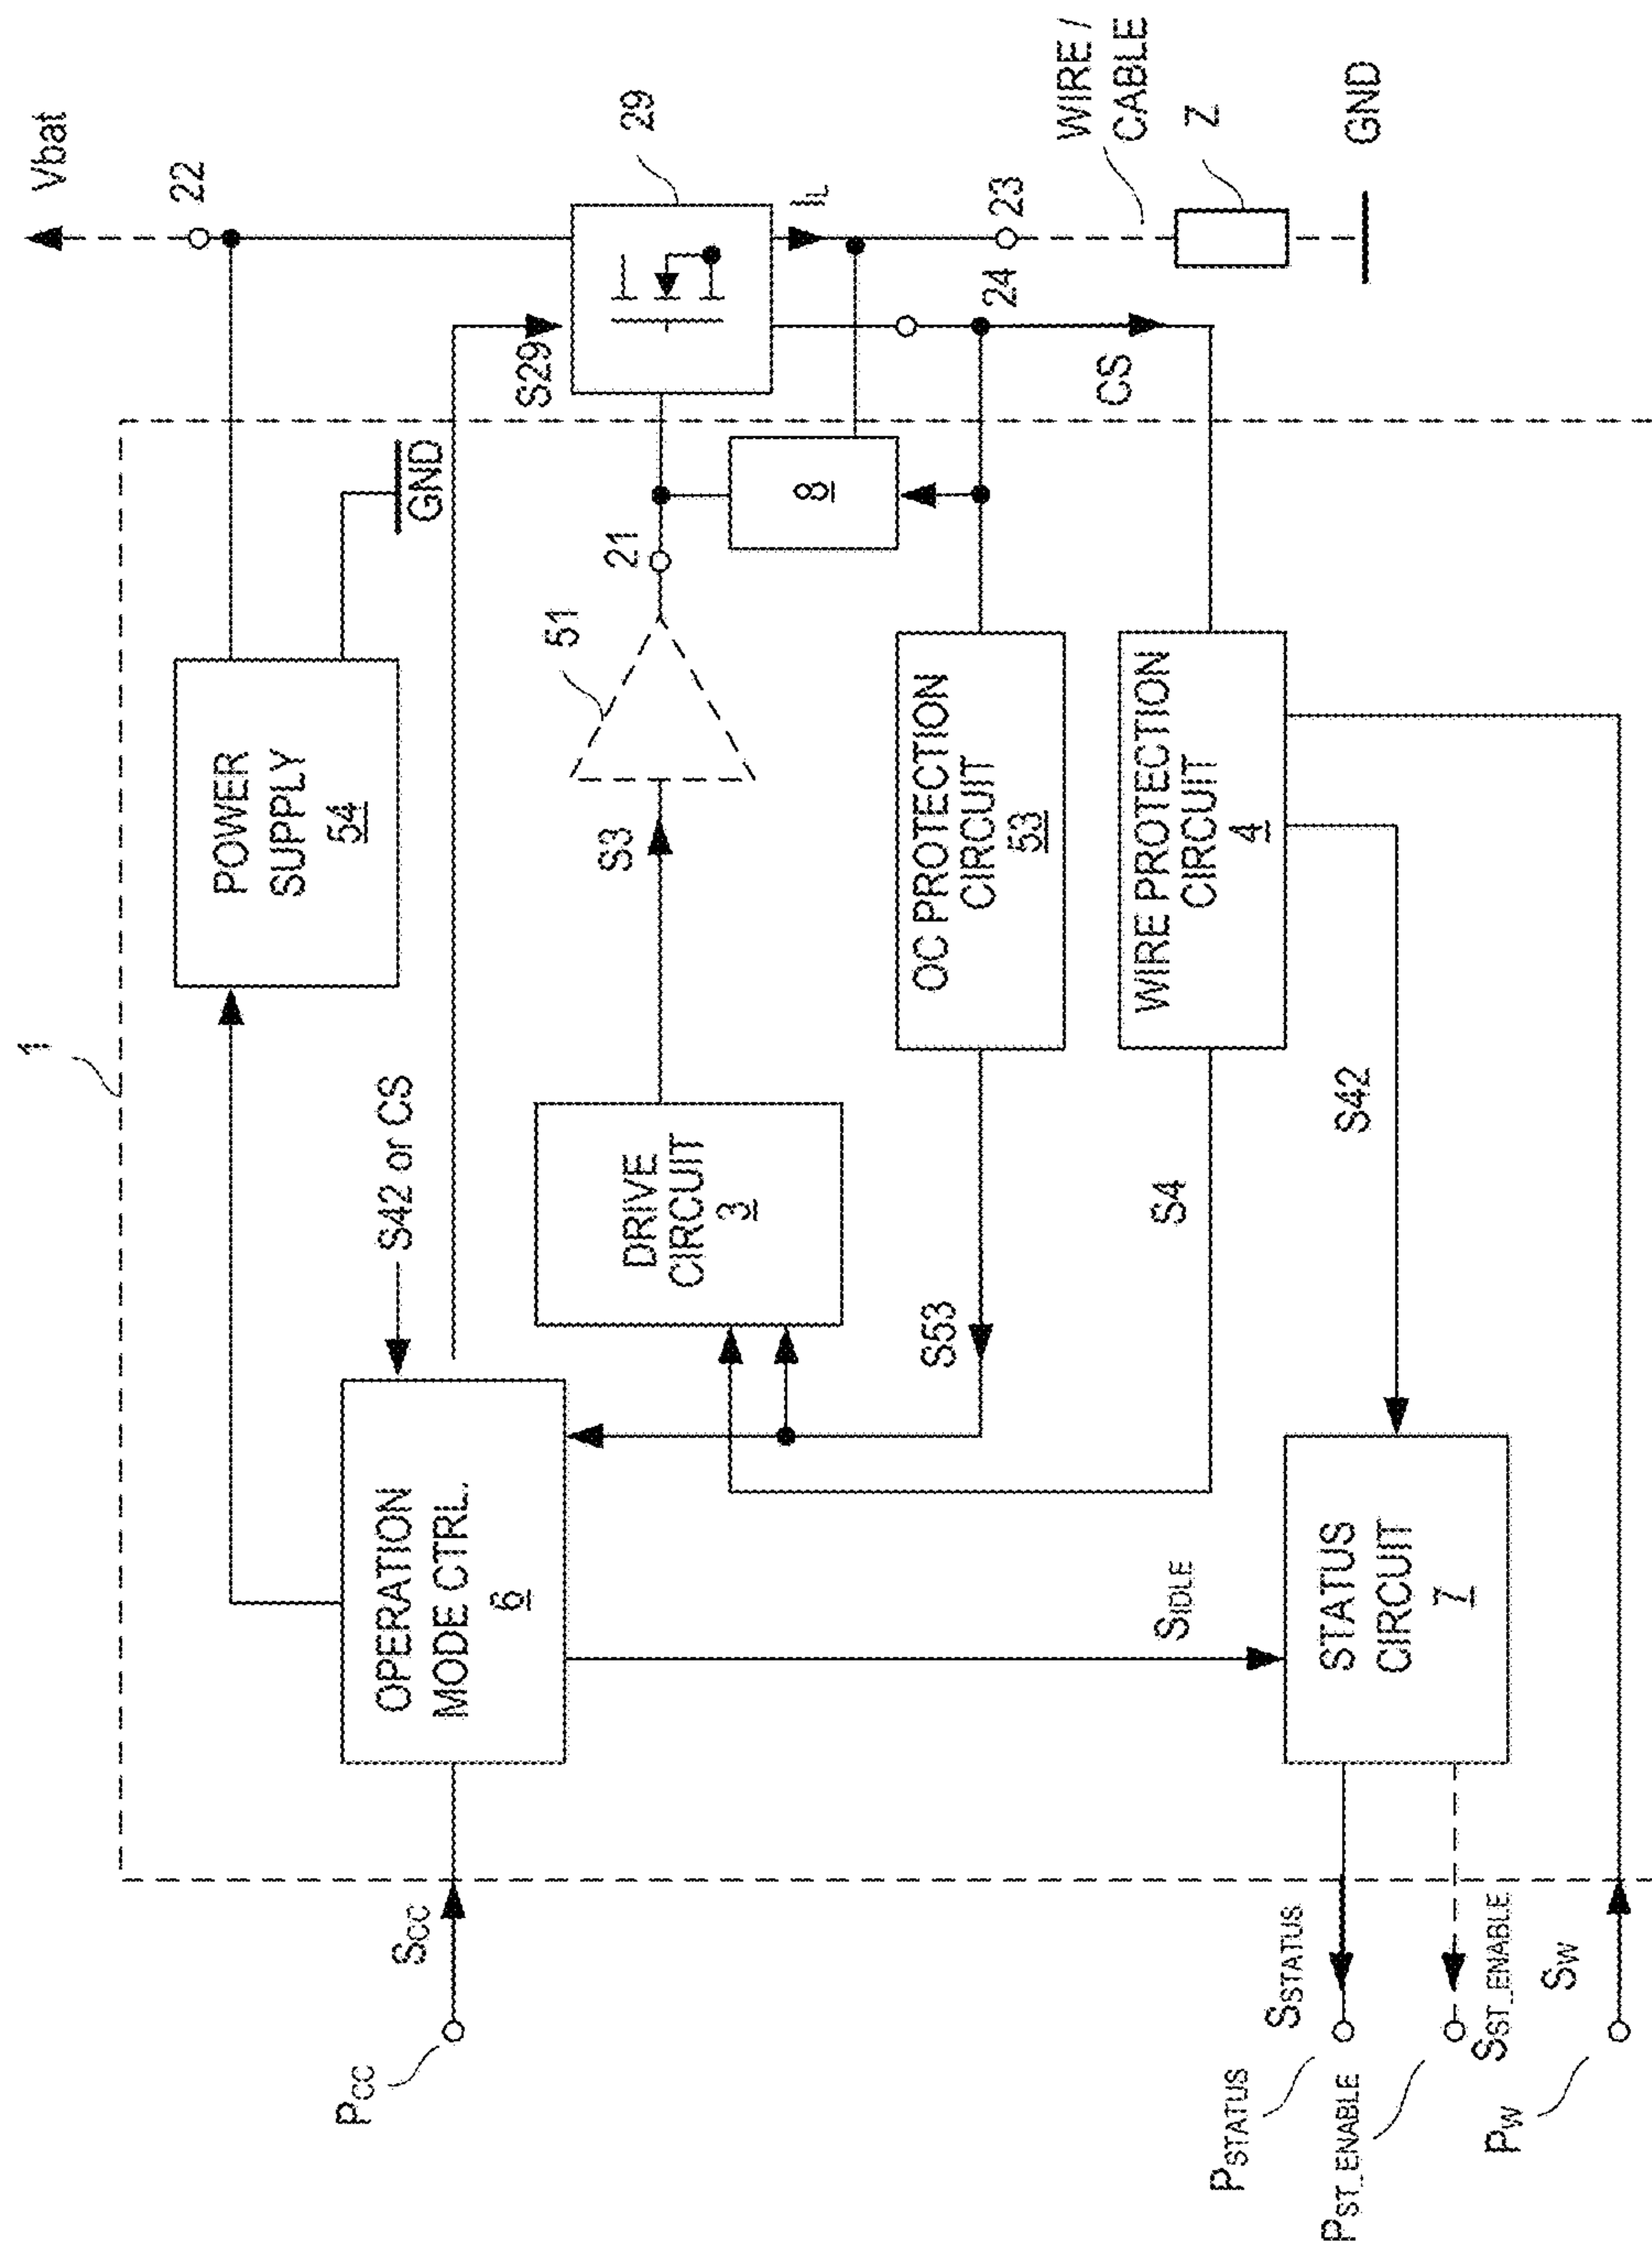 1
Vbat
22
POWER
SUPPLY
54
GND
S42 or CS
S29
29
OPERATION
MODE CTRL.
6
PCC
SCC
DRIVE
CIRCUIT
3
S3
51
21
8
IL
23
24
WIRE /
CABLE
Z
GND
OC PROTECTION
CIRCUIT
53
S53
CS
WIRE PROTECTION
CIRCUIT
4
S4
S42
SIDLE
STATUS
CIRCUIT
7
SSTATUS
PSTATUS
SST_ENABLE
PST_ENABLE
SW
PW